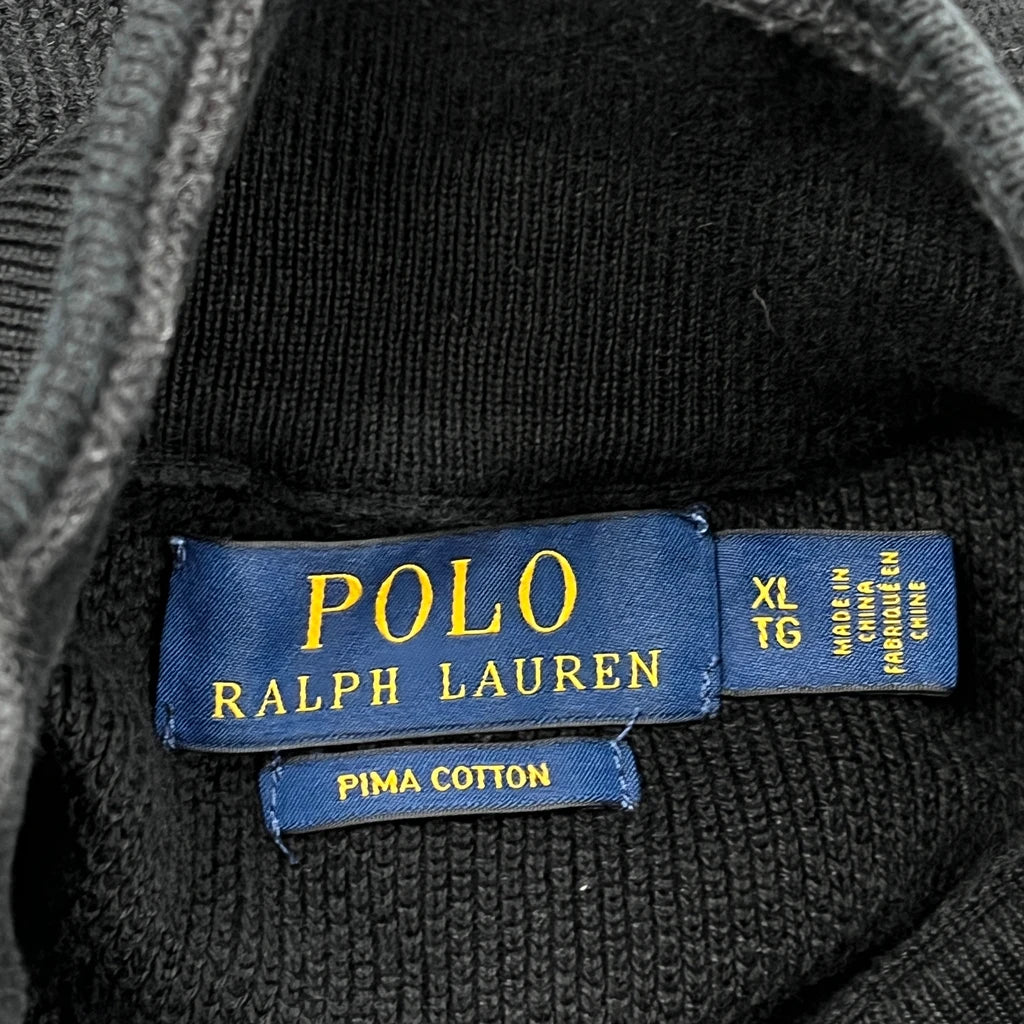 POLO
RALPH LAUREN
PIMA COTTON
XL
TG
MADE IN
CHINA
FABRIQUÉ EN
CHINE